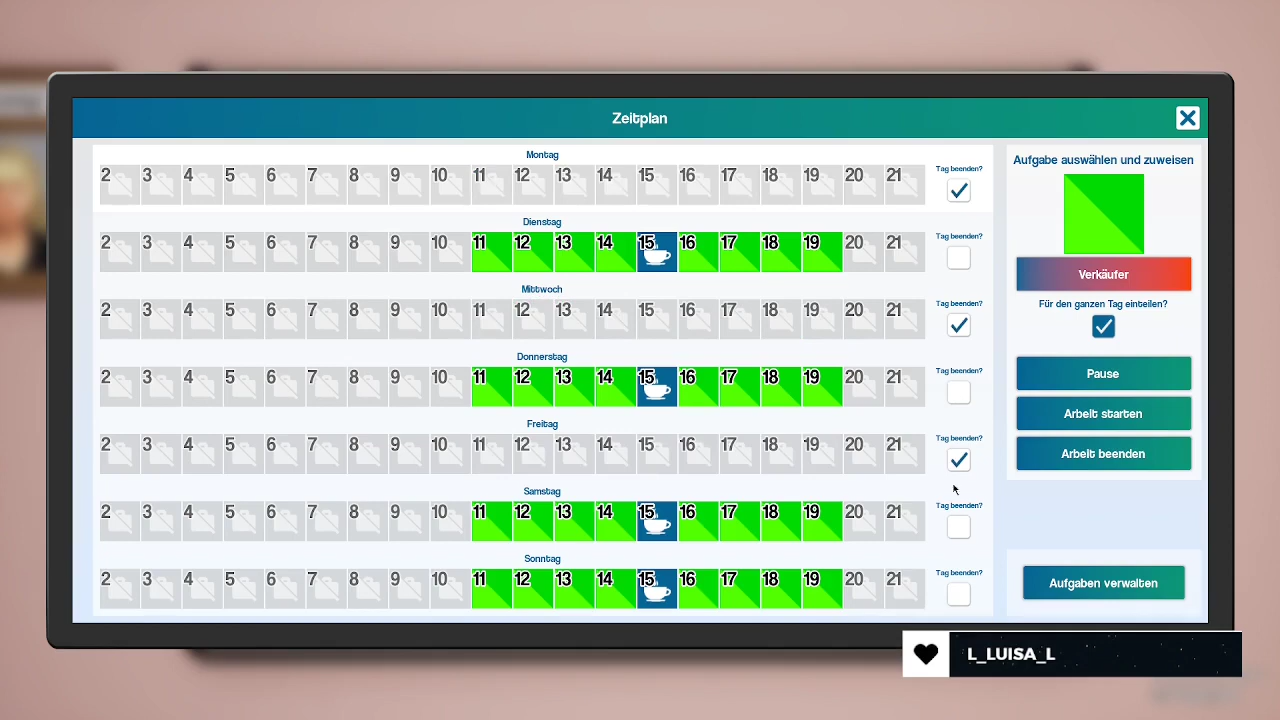 Zeitplan
Montag
2 3 4 5 6 7 8 9 10 11 12 13 14 15 16 17 18 19 20 21
Tag beenden?
Dienstag
2 3 4 5 6 7 8 9 10 11 12 13 14 15 16 17 18 19 20 21
Tag beenden?
Mittwoch
2 3 4 5 6 7 8 9 10 11 12 13 14 15 16 17 18 19 20 21
Tag beenden?
Donnerstag
2 3 4 5 6 7 8 9 10 11 12 13 14 15 16 17 18 19 20 21
Tag beenden?
Freitag
2 3 4 5 6 7 8 9 10 11 12 13 14 15 16 17 18 19 20 21
Tag beenden?
Samstag
2 3 4 5 6 7 8 9 10 11 12 13 14 15 16 17 18 19 20 21
Tag beenden?
Sonntag
2 3 4 5 6 7 8 9 10 11 12 13 14 15 16 17 18 19 20 21
Tag beenden?
Aufgabe auswählen und zuweisen
Verkäufer
Für den ganzen Tag einteilen?
Pause
Arbeit starten
Arbeit beenden
Aufgaben verwalten
L_LUISA_L